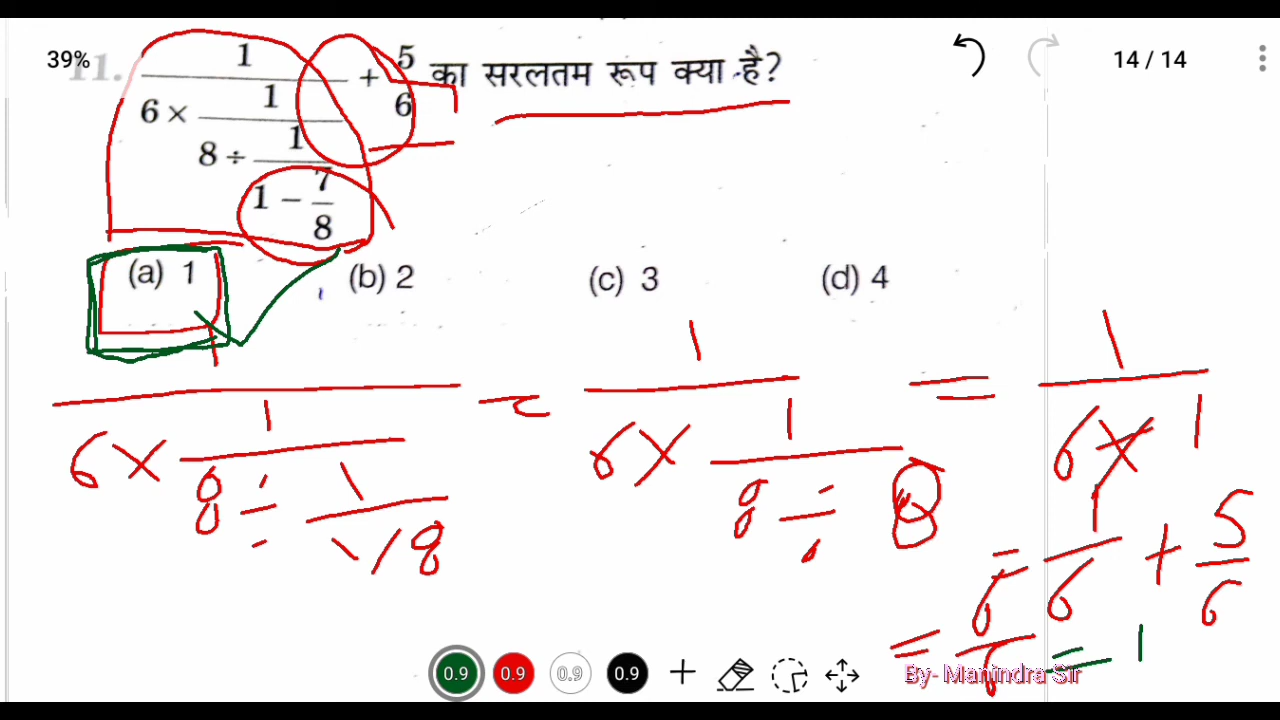 39%
14 / 14
11. 1 / (6 × 1 / (8 ÷ 1 / (1 − 7/8))) + 5/6 का सरलतम रूप क्या है?
(a) 1 (b) 2 (c) 3 (d) 4
1 / (6 × 1 / (8 ÷ 1 / 1/8)) = 1 / (6 × 1 / (8 ÷ 8)) = 1 / (6 × 1)
= 1/6 + 5/6
= 6/6 = 1
0.9 0.9 0.9 0.9
By- Manindra Sir